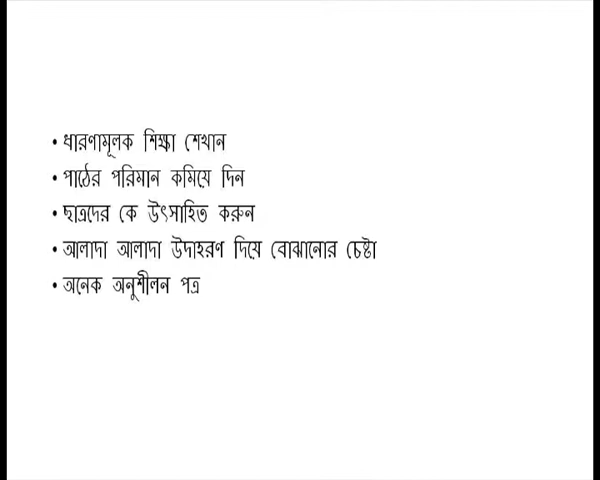 • ধারণামূলক শিক্ষা শেখান
• পাঠের পরিমান কমিয়ে দিন
• ছাত্রদের কে উৎসাহিত করুন
• আলাদা আলাদা উদাহরণ দিয়ে বোঝানোর চেষ্টা
• অনেক অনুশীলন পত্র